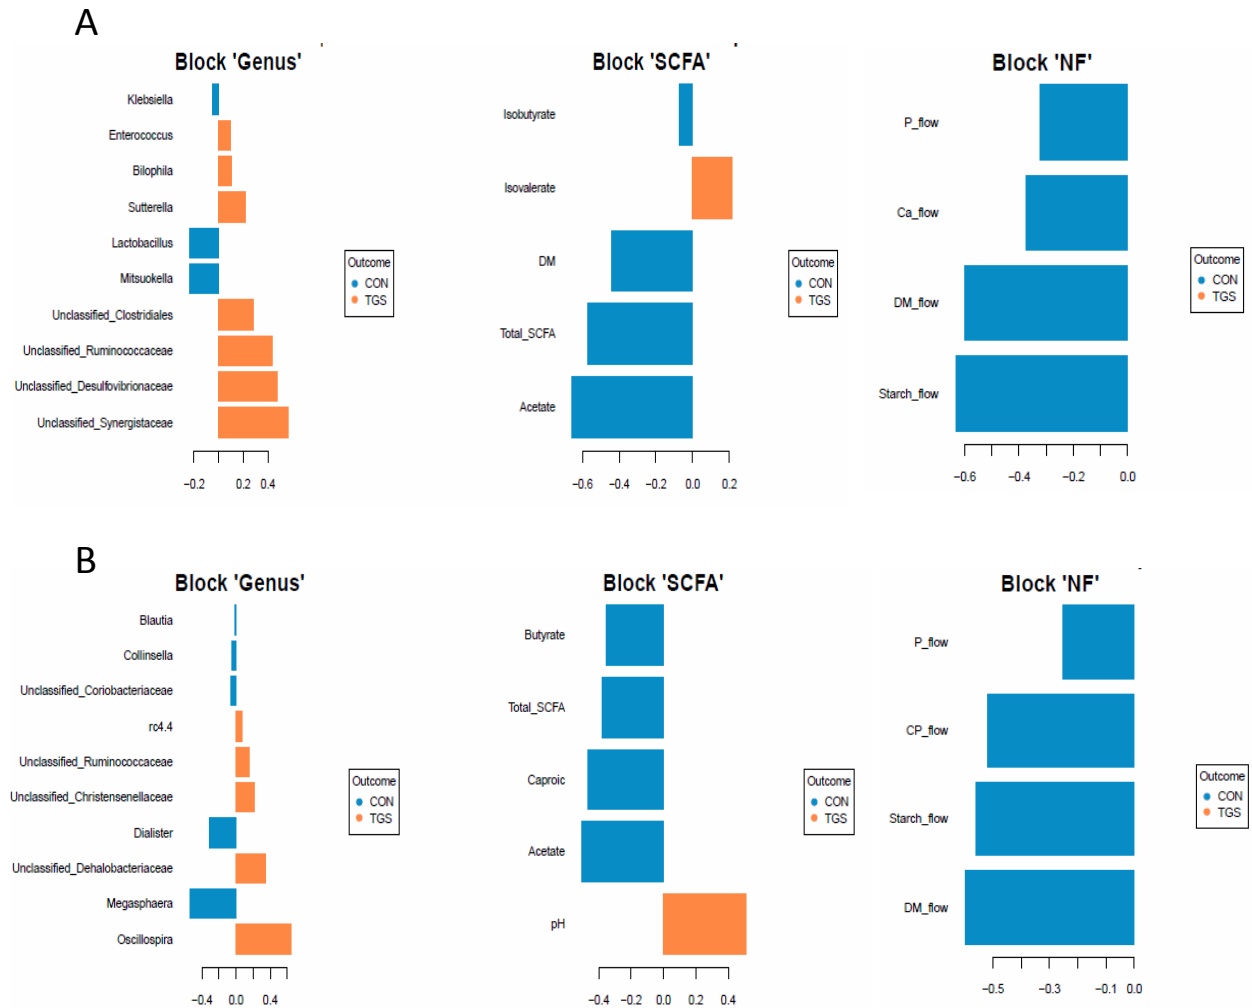 A
Block 'Genus'
Klebsiella
Enterococcus
Bilophila
Sutterella
Lactobacillus
Mitsuokella
Unclassified_Clostridiales
Unclassified_Ruminococcaceae
Unclassified_Desulfovibrionaceae
Unclassified_Synergistaceae
−0.2 0.2 0.4
Outcome
CON
TGS
Block 'SCFA'
Isobutyrate
Isovalerate
DM
Total_SCFA
Acetate
−0.6 −0.4 −0.2 0.0 0.2
Outcome
CON
TGS
Block 'NF'
P_flow
Ca_flow
DM_flow
Starch_flow
−0.6 −0.4 −0.2 0.0
Outcome
CON
TGS
B
Block 'Genus'
Blautia
Collinsella
Unclassified_Coriobacteriaceae
rc4.4
Unclassified_Ruminococcaceae
Unclassified_Christensenellaceae
Dialister
Unclassified_Dehalobacteriaceae
Megasphaera
Oscillospira
−0.4 0.0 0.4
Outcome
CON
TGS
Block 'SCFA'
Butyrate
Total_SCFA
Caproic
Acetate
pH
−0.4 −0.2 0.0 0.2 0.4
Outcome
CON
TGS
Block 'NF'
P_flow
CP_flow
Starch_flow
DM_flow
−0.5 −0.3 −0.1 0.0
Outcome
CON
TGS